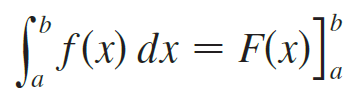 ∫ₐᵇ f(x) dx = F(x)]ₐᵇ